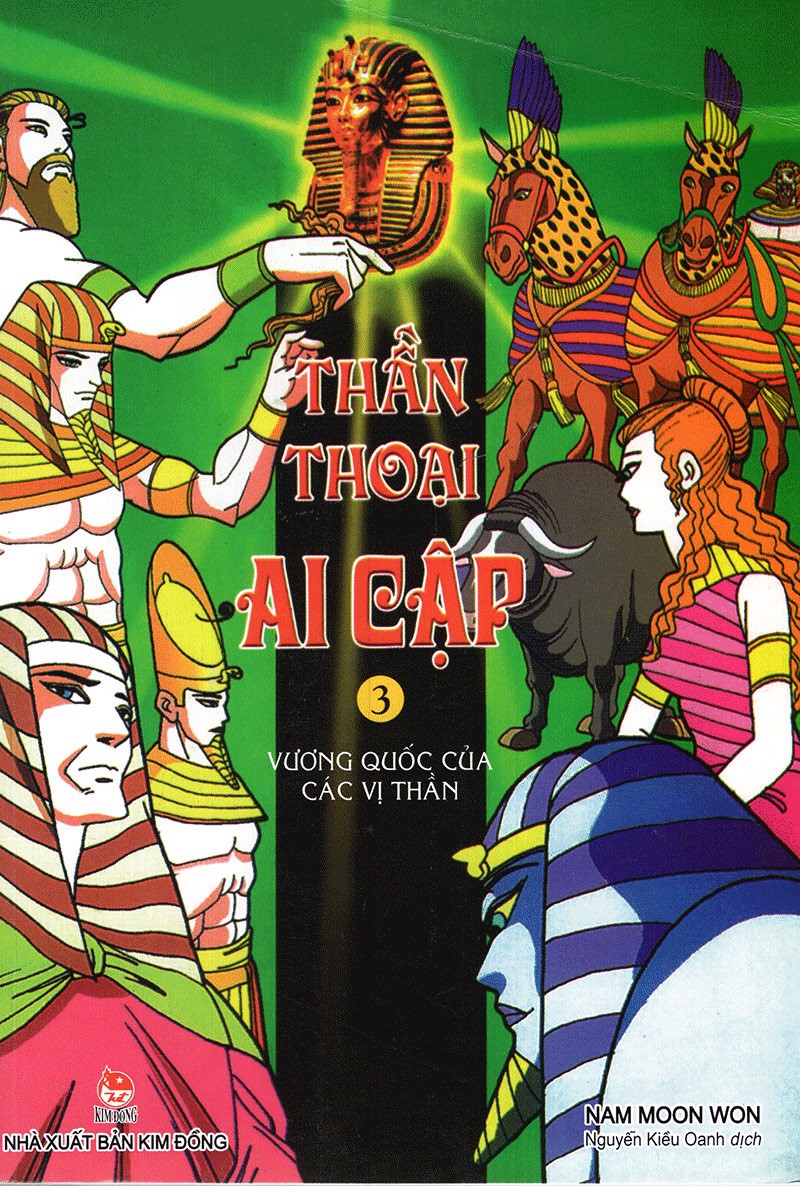 THẦN
THOẠI
AI CẬP
3
VƯƠNG QUỐC CỦA
CÁC VỊ THẦN
KIM ĐỒNG
NHÀ XUẤT BẢN KIM ĐỒNG
NAM MOON WON
Nguyễn Kiều Oanh dịch